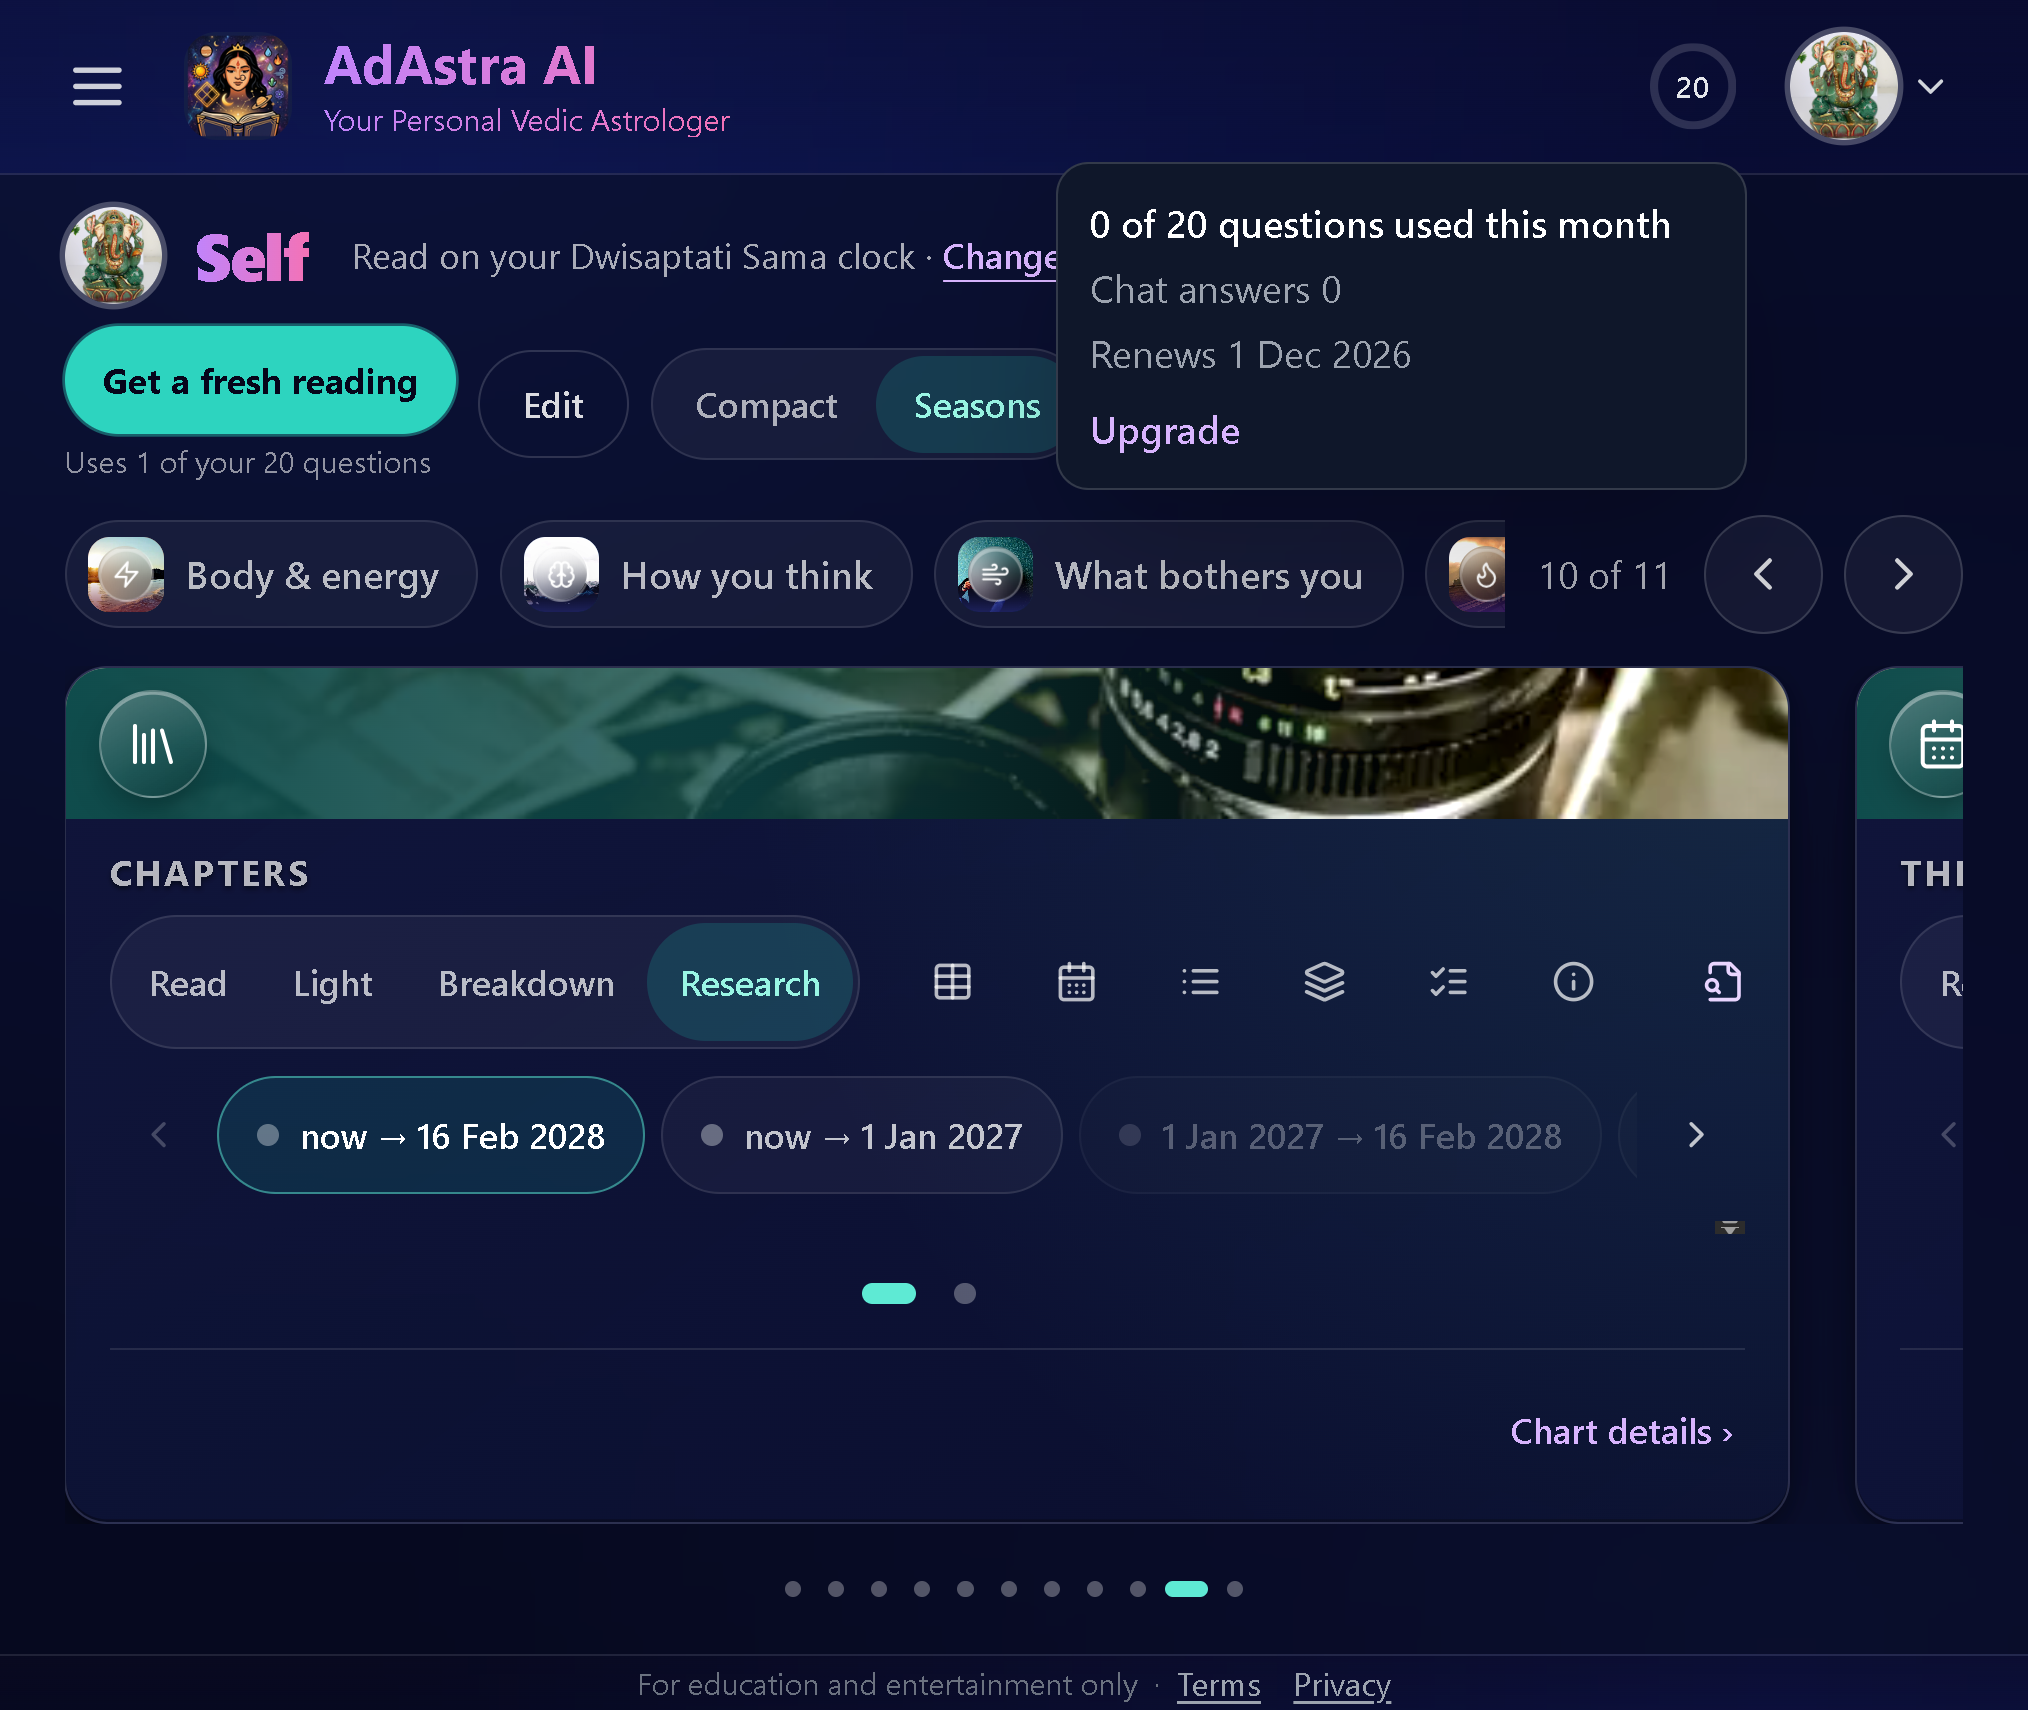 AdAstra AI
Your Personal Vedic Astrologer
20
0 of 20 questions used this month
Chat answers 0
Renews 1 Dec 2026
Upgrade
Self
Read on your Dwisaptati Sama clock · Change
Get a fresh reading
Edit
Compact
Seasons
Uses 1 of your 20 questions
Body & energy
How you think
What bothers you
10 of 11
CHAPTERS
Read
Light
Breakdown
Research
now → 16 Feb 2028
now → 1 Jan 2027
1 Jan 2027 → 16 Feb 2028
Chart details ›
For education and entertainment only · Terms Privacy